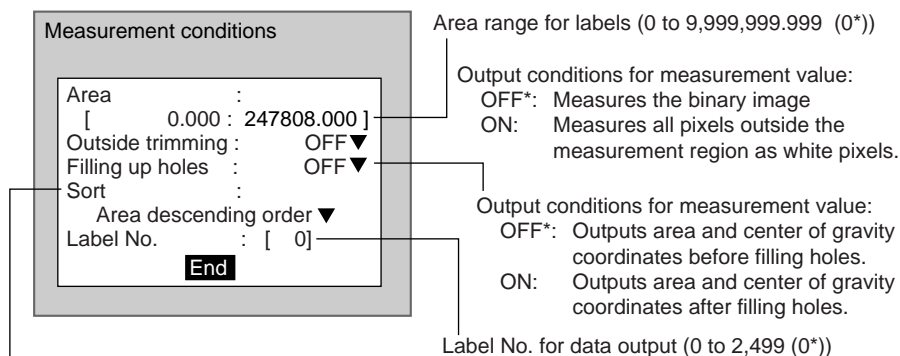 Measurement conditions
Area :
[ 0.000 : 247808.000 ]
Outside trimming : OFF▼
Filling up holes : OFF▼
Sort :
Area descending order ▼
Label No. : [ 0]
End
Area range for labels (0 to 9,999,999.999 (0*))
Output conditions for measurement value:
OFF*: Measures the binary image
ON: Measures all pixels outside the
measurement region as white pixels.
Output conditions for measurement value:
OFF*: Outputs area and center of gravity
coordinates before filling holes.
ON: Outputs area and center of gravity
coordinates after filling holes.
Label No. for data output (0 to 2,499 (0*))